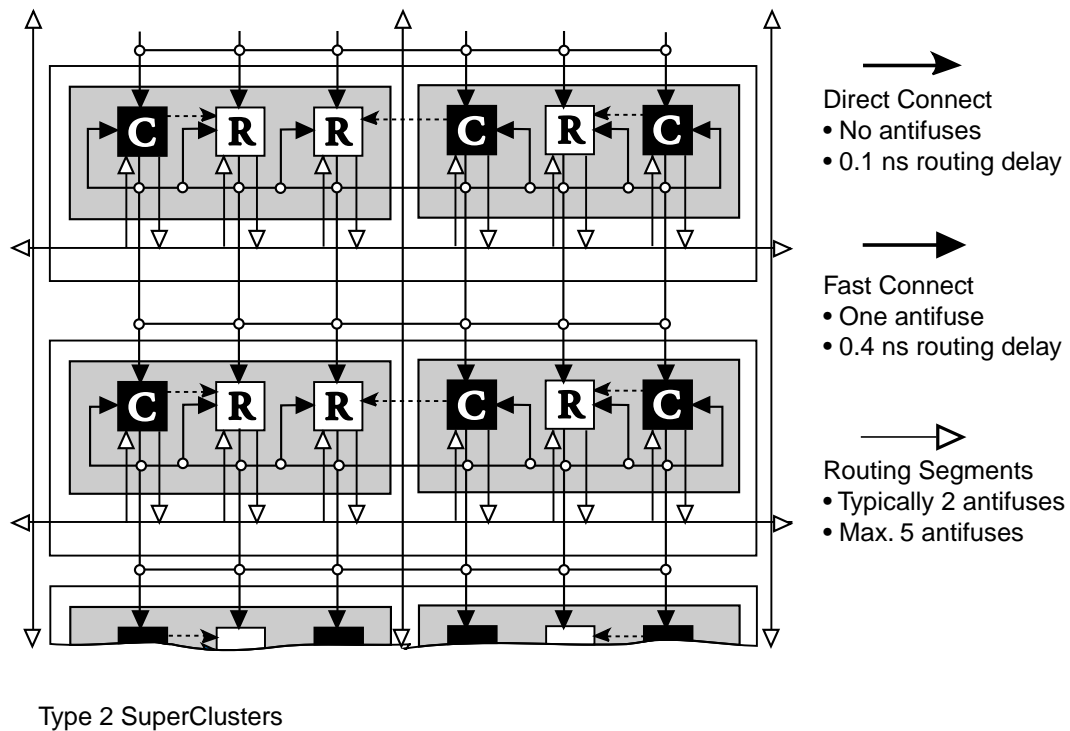 C R R C R C
Direct Connect
• No antifuses
• 0.1 ns routing delay
Fast Connect
• One antifuse
• 0.4 ns routing delay
C R R C R C
Routing Segments
• Typically 2 antifuses
• Max. 5 antifuses
Type 2 SuperClusters